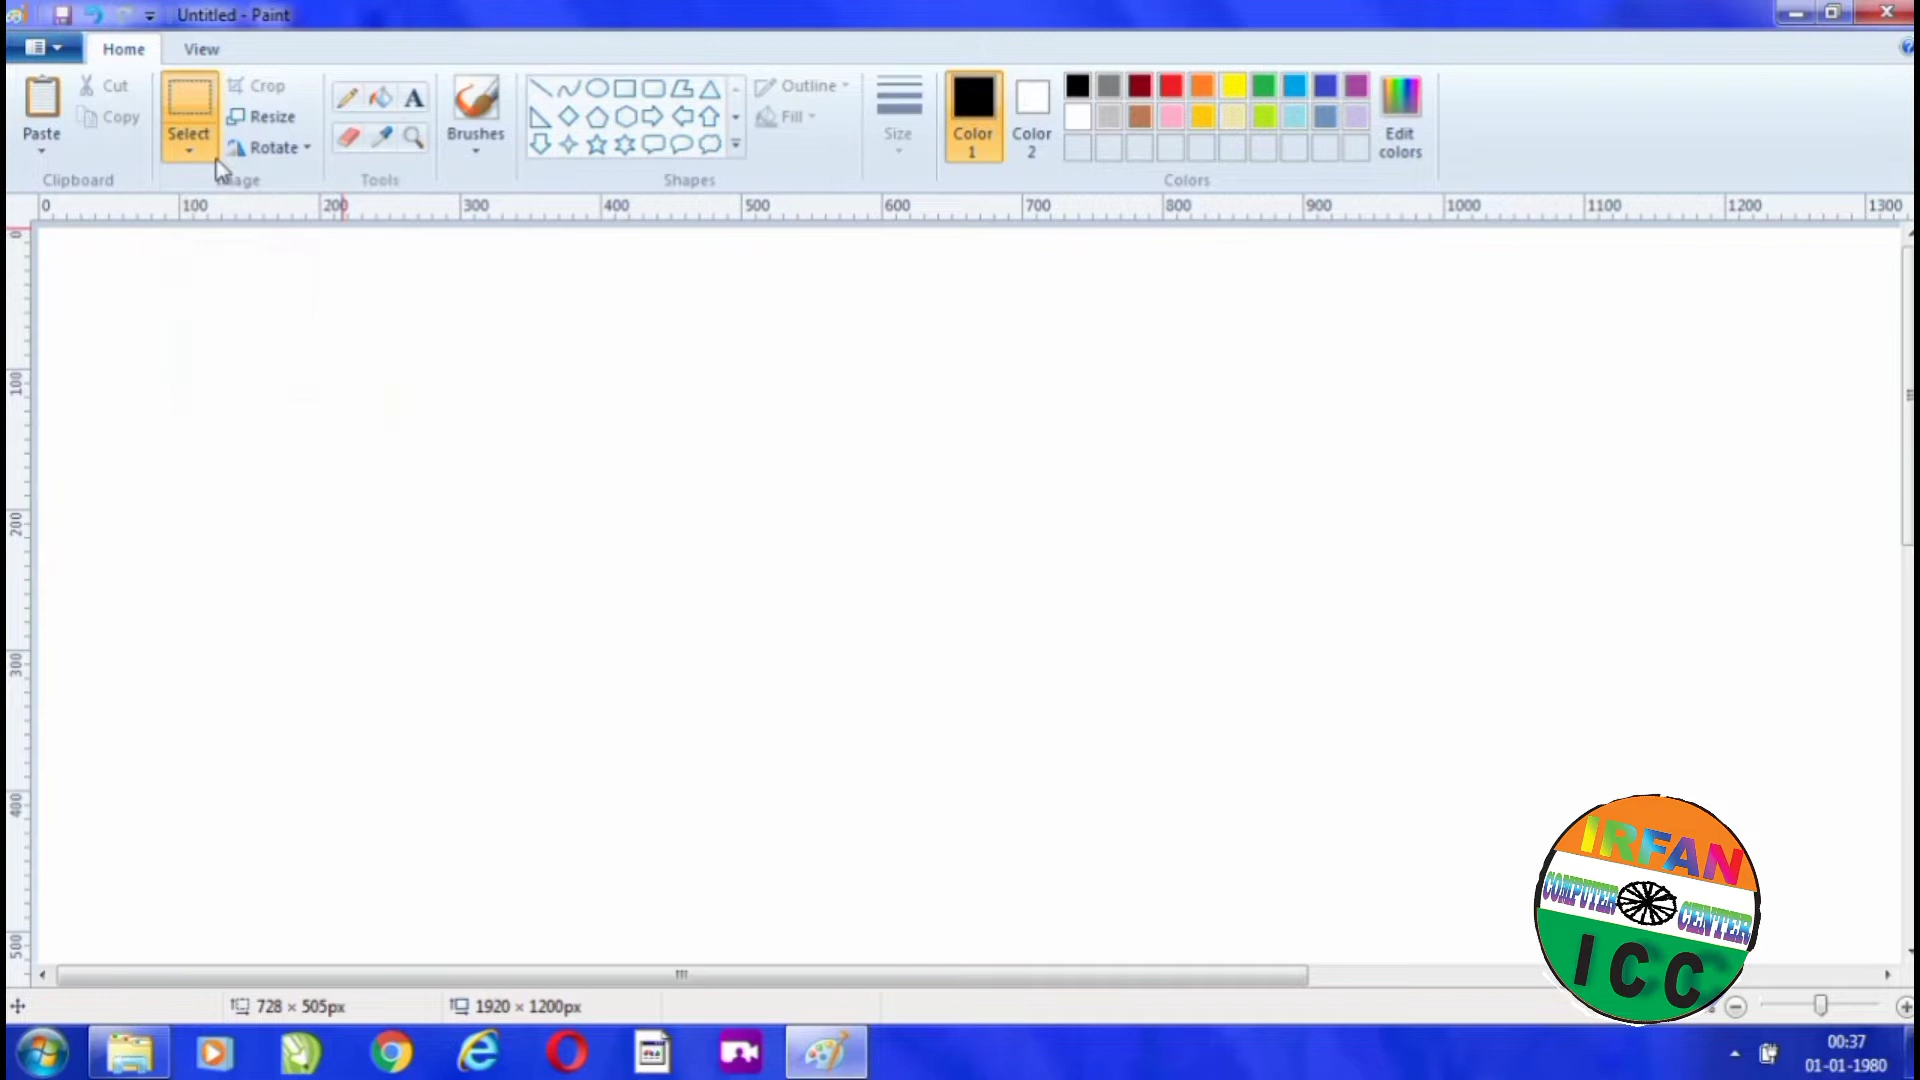 Untitled - Paint
Home View
Paste
Cut
Copy
Clipboard
Select
Crop
Resize
Rotate
Image
A
Tools
Brushes
Outline
Fill
Shapes
Size
Color 1
Color 2
Edit colors
Colors
0 100 200 300 400 500 600 700 800 900 1000 1100 1200 1300
0
100
200
300
400
500
IRFAN
COMPUTER CENTER
ICC
728 × 505px
1920 × 1200px
00:37
01-01-1980